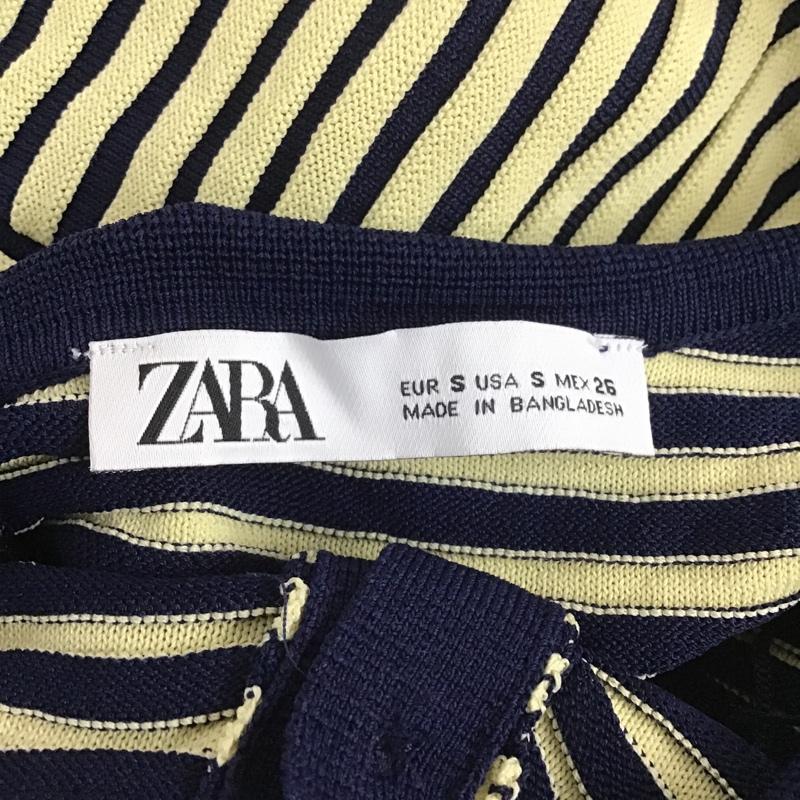 ZARA
EUR S USA S MEX 26
MADE IN BANGLADESH